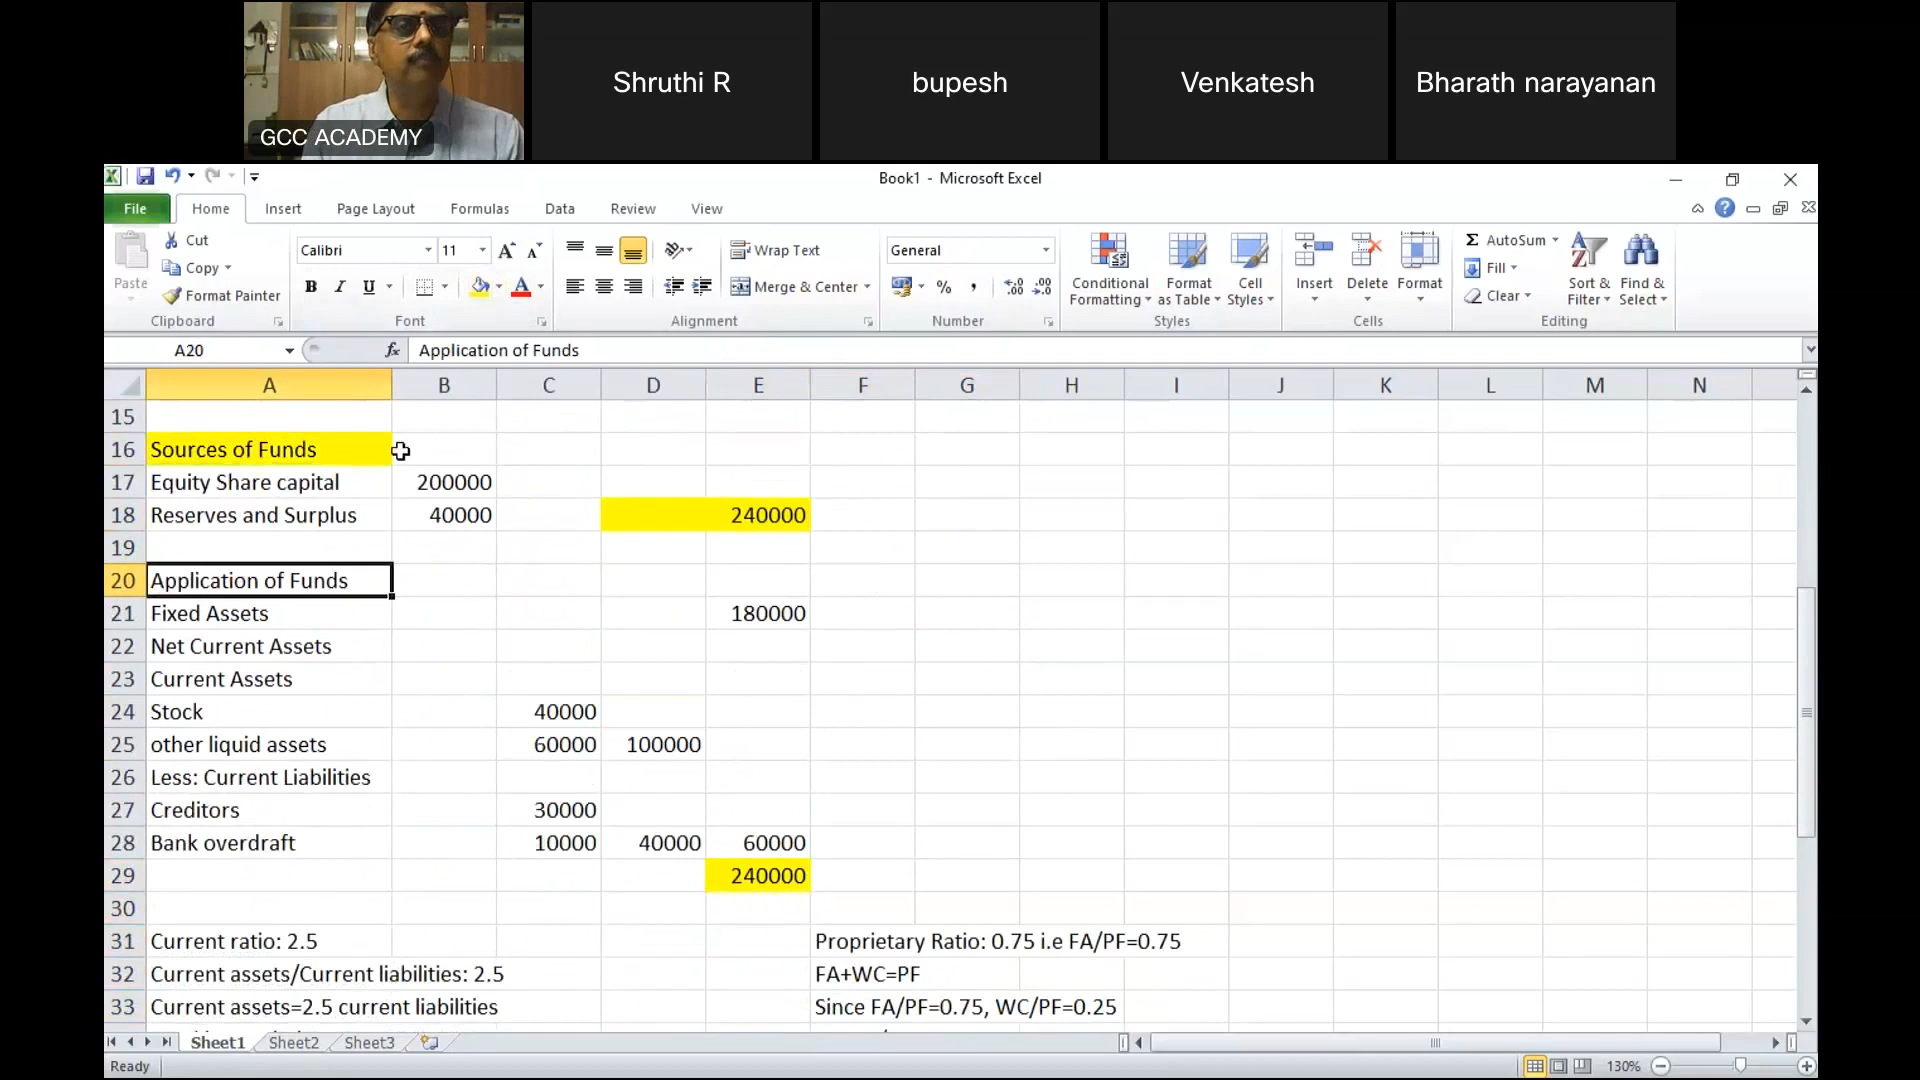 GCC ACADEMY
Shruthi R
bupesh
Venkatesh
Bharath narayanan
Book1 - Microsoft Excel
File Home Insert Page Layout Formulas Data Review View
Paste
Cut
Copy
Format Painter
Clipboard
Calibri 11
B I U
Font
Wrap Text
Merge & Center
Alignment
General
% ,
Number
Conditional Formatting
Format as Table
Cell Styles
Styles
Insert Delete Format
Cells
Σ AutoSum
Fill
Clear
Sort & Filter
Find & Select
Editing
A20 fx Application of Funds
A B C D E F G H I J K L M N
15
16 Sources of Funds
17 Equity Share capital 200000
18 Reserves and Surplus 40000 240000
19
20 Application of Funds
21 Fixed Assets 180000
22 Net Current Assets
23 Current Assets
24 Stock 40000
25 other liquid assets 60000 100000
26 Less: Current Liabilities
27 Creditors 30000
28 Bank overdraft 10000 40000 60000
29 240000
30
31 Current ratio: 2.5 Proprietary Ratio: 0.75 i.e FA/PF=0.75
32 Current assets/Current liabilities: 2.5 FA+WC=PF
33 Current assets=2.5 current liabilities Since FA/PF=0.75, WC/PF=0.25
Sheet1 Sheet2 Sheet3
Ready 130%